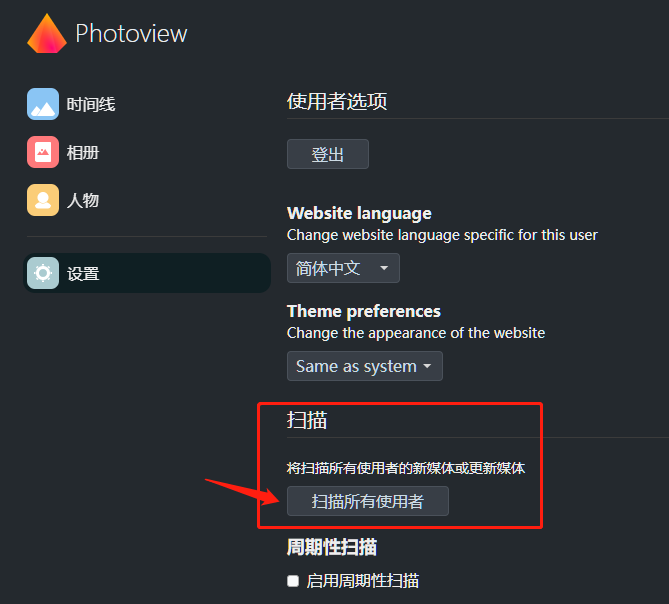 Photoview
时间线
相册
人物
设置
使用者选项
登出
Website language
Change website language specific for this user
简体中文
Theme preferences
Change the appearance of the website
Same as system
扫描
将扫描所有使用者的新媒体或更新媒体
扫描所有使用者
周期性扫描
启用周期性扫描